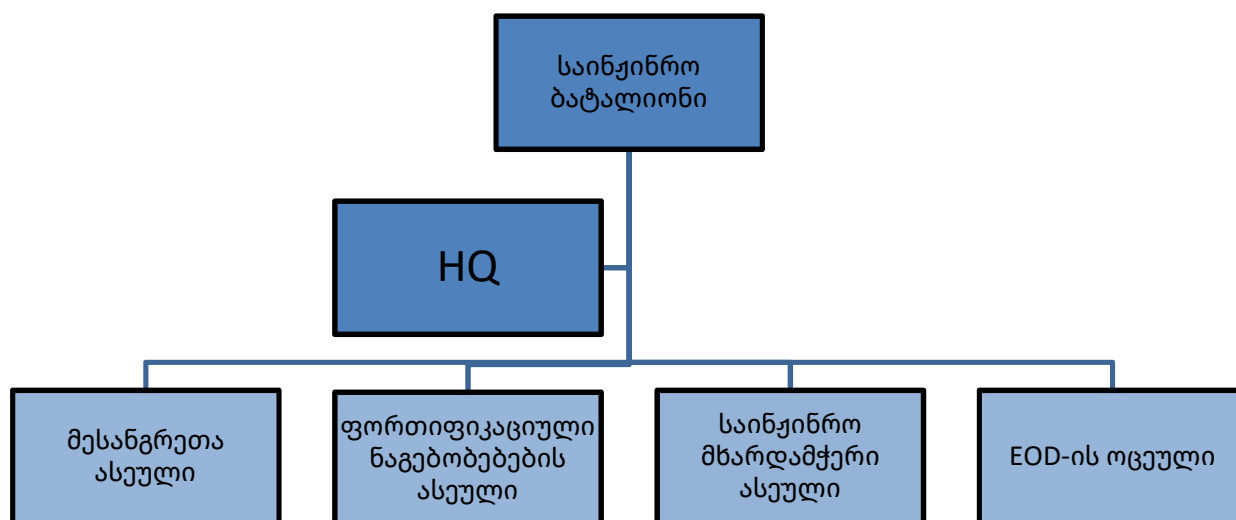 საინჟინრო
ბატალიონი
HQ
მესანგრეთა
ასეული
ფორთიფიკაციული
ნაგებობებების
ასეული
საინჟინრო
მხარდამჭერი
ასეული
EOD-ის ოცეული